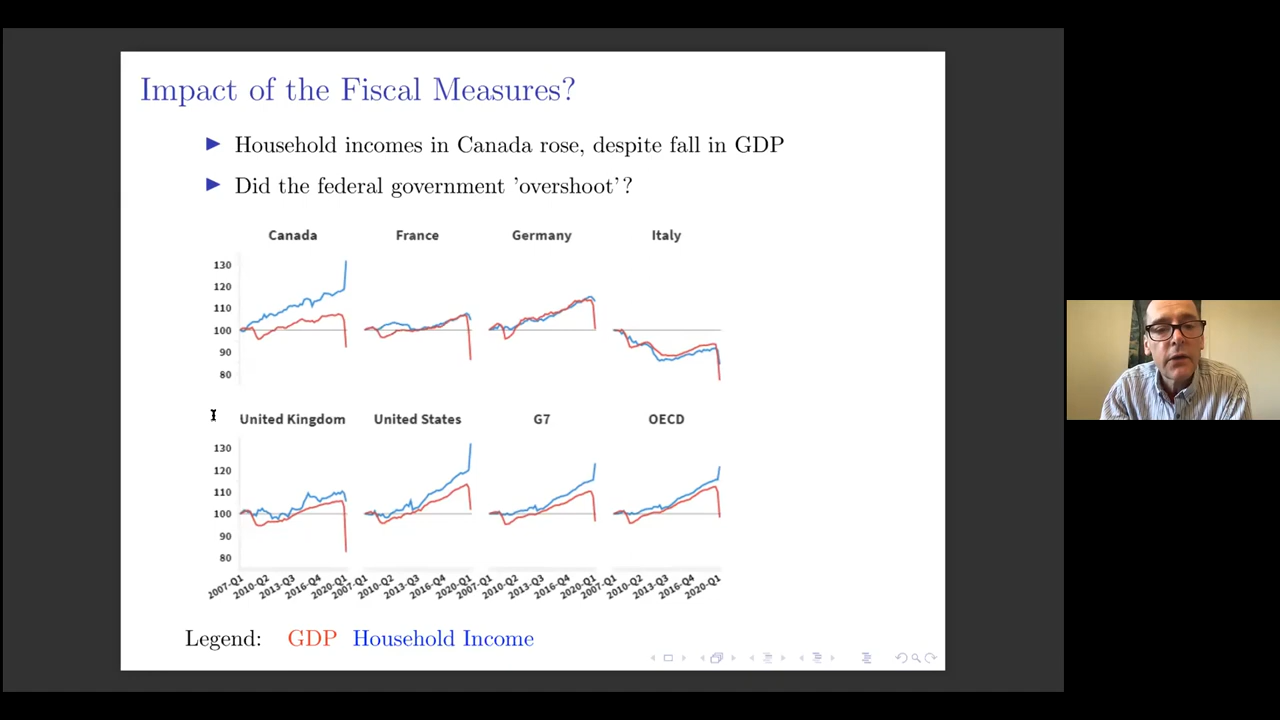 Impact of the Fiscal Measures?
Household incomes in Canada rose, despite fall in GDP
Did the federal government 'overshoot'?
Canada France Germany Italy
130
120
110
100
90
80
United Kingdom United States G7 OECD
130
120
110
100
90
80
2007-Q1 2010-Q2 2013-Q3 2016-Q4 2020-Q1 2007-Q1 2010-Q2 2013-Q3 2016-Q4 2020-Q1 2007-Q1 2010-Q2 2013-Q3 2016-Q4 2020-Q1 2007-Q1 2010-Q2 2013-Q3 2016-Q4 2020-Q1
Legend: GDP Household Income